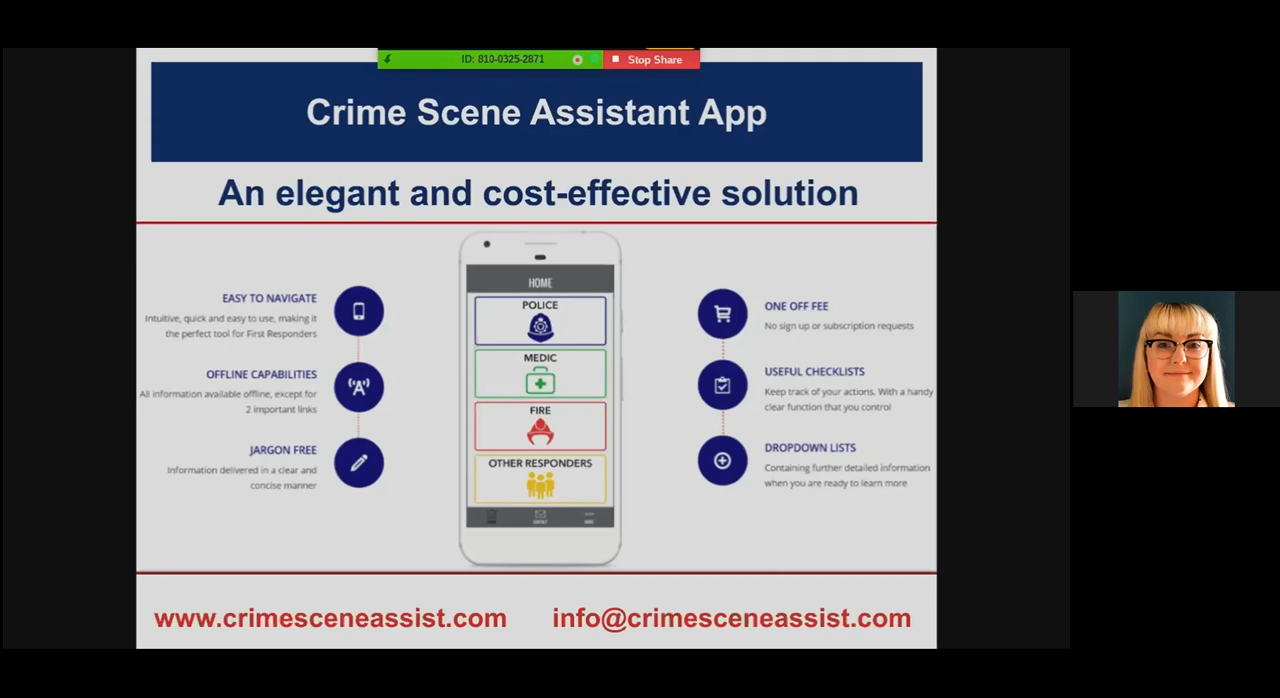 ID: 810-0325-2871
Stop Share
Crime Scene Assistant App
An elegant and cost-effective solution
EASY TO NAVIGATE
Intuitive, quick and easy to use, making it
the perfect tool for First Responders
OFFLINE CAPABILITIES
All information available offline, except for
2 important links
JARGON FREE
Information delivered in a clear and
concise manner
HOME
POLICE
MEDIC
FIRE
OTHER RESPONDERS
CONTACT
ONE OFF FEE
No sign up or subscription requests
USEFUL CHECKLISTS
Keep track of your actions. With a handy
clear function that you control
DROPDOWN LISTS
Containing further detailed information
when you are ready to learn more
www.crimesceneassist.com
info@crimesceneassist.com